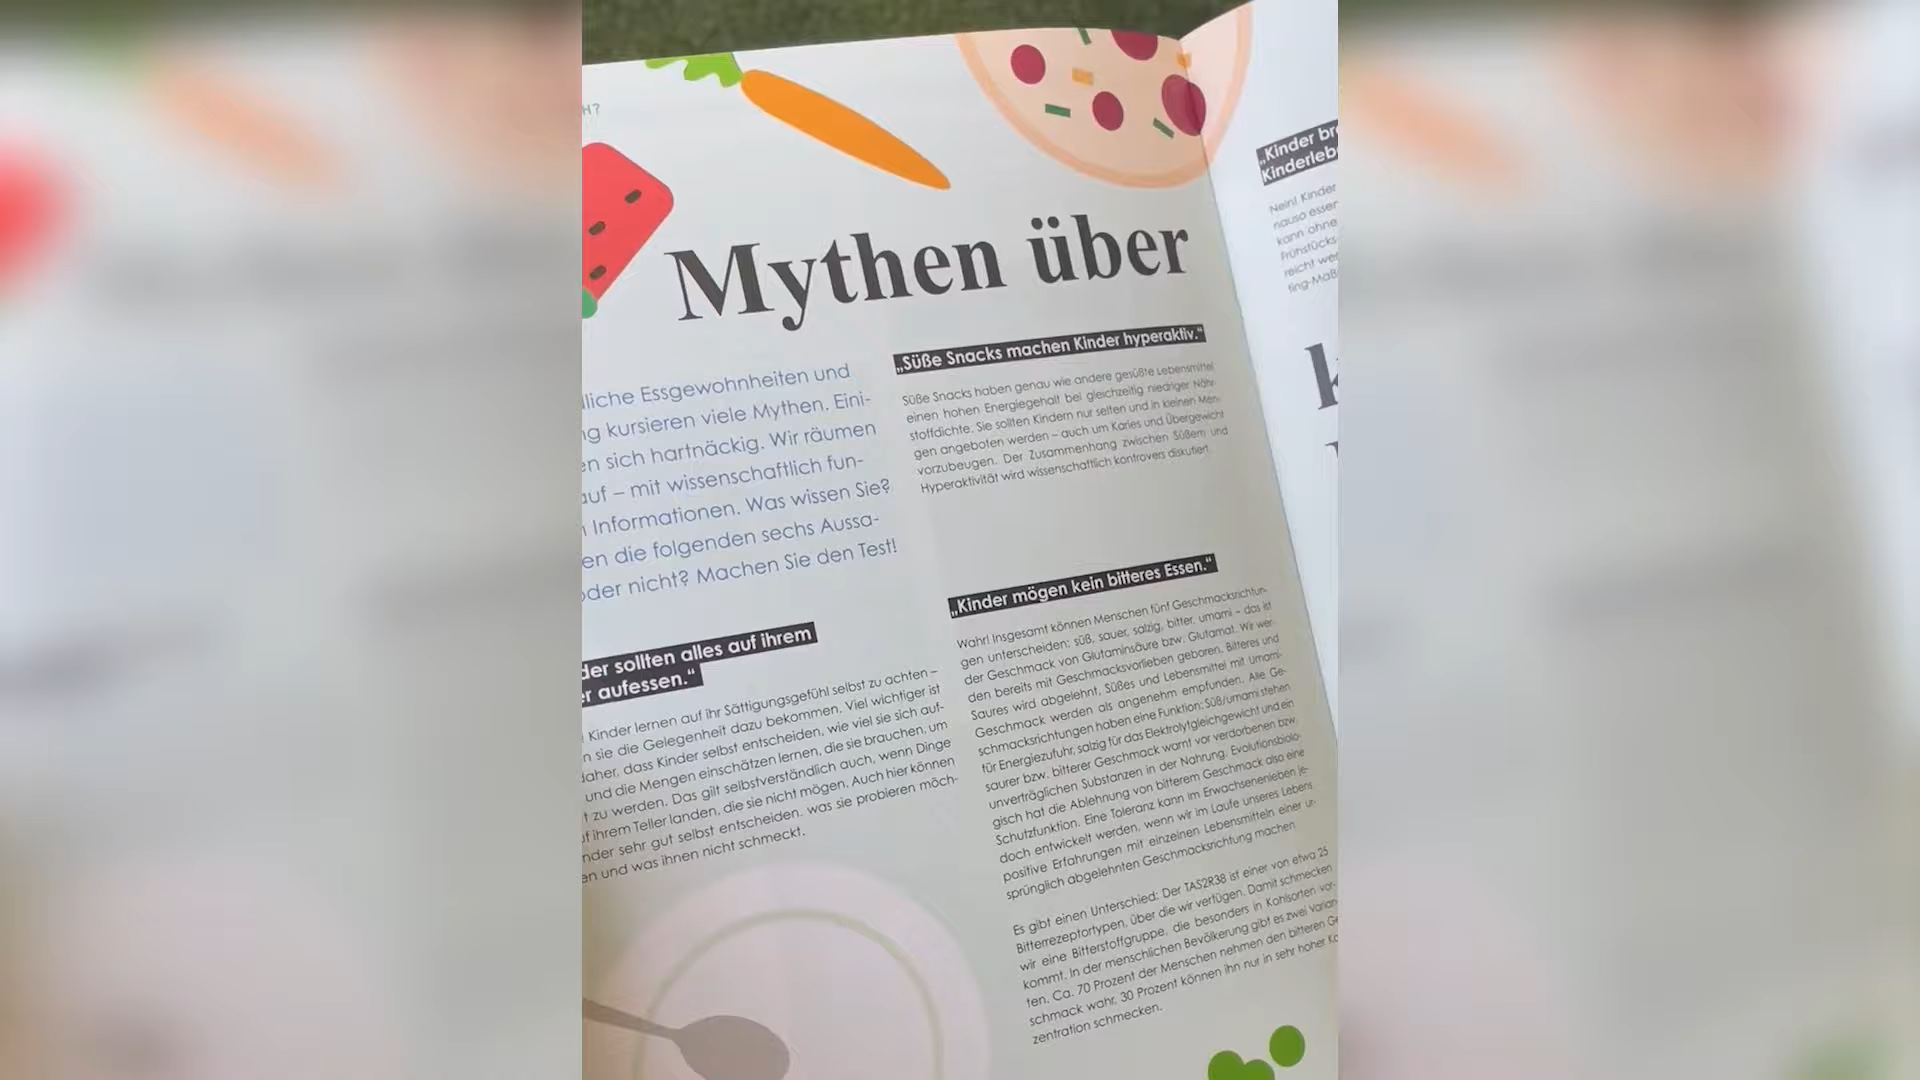 H?
Mythen über
liche Essgewohnheiten und
ng kursieren viele Mythen. Eini-
en sich hartnäckig. Wir räumen
auf – mit wissenschaftlich fun-
n Informationen. Was wissen Sie?
en die folgenden sechs Aussa-
oder nicht? Machen Sie den Test!
der sollten alles auf ihrem
r aufessen.“
Kinder lernen auf ihr Sättigungsgefühl selbst zu achten –
n sie die Gelegenheit dazu bekommen. Viel wichtiger ist
daher, dass Kinder selbst entscheiden, wie viel sie sich auf-
und die Mengen einschätzen lernen, die sie brauchen, um
t zu werden. Das gilt selbstverständlich auch, wenn Dinge
f ihrem Teller landen, die sie nicht mögen. Auch hier können
nder sehr gut selbst entscheiden, was sie probieren möch-
en und was ihnen nicht schmeckt.
„Süße Snacks machen Kinder hyperaktiv.“
Süße Snacks haben genau wie andere gesüßte Lebensmittel
einen hohen Energiegehalt bei gleichzeitig niedriger Nähr-
stoffdichte. Sie sollten Kindern nur selten und in kleinen Men-
gen angeboten werden – auch um Karies und Übergewicht
vorzubeugen. Der Zusammenhang zwischen Süßem und
Hyperaktivität wird wissenschaftlich kontrovers diskutiert.
„Kinder mögen kein bitteres Essen.“
Wahr! Insgesamt können Menschen fünf Geschmacksrichtun-
gen unterscheiden: süß, sauer, salzig, bitter, umami – das ist
der Geschmack von Glutaminsäure bzw. Glutamat. Wir wer-
den bereits mit Geschmacksvorlieben geboren. Bitteres und
Saures wird abgelehnt, Süßes und Lebensmittel mit Umami-
Geschmack werden als angenehm empfunden. Alle Ge-
schmacksrichtungen haben eine Funktion: Süß/umami stehen
für Energiezufuhr, salzig für das Elektrolytgleichgewicht und ein
saurer bzw. bitterer Geschmack warnt vor verdorbenen bzw.
unverträglichen Substanzen in der Nahrung. Evolutionsbiolo-
gisch hat die Ablehnung von bitterem Geschmack also eine
Schutzfunktion. Eine Toleranz kann im Erwachsenenleben je-
doch entwickelt werden, wenn wir im Laufe unseres Lebens
positive Erfahrungen mit einzelnen Lebensmitteln einer ur-
sprünglich abgelehnten Geschmacksrichtung machen.
Es gibt einen Unterschied: Der TAS2R38 ist einer von etwa 25
Bitterrezeptortypen, über die wir verfügen. Damit schmecken
wir eine Bitterstoffgruppe, die besonders in Kohlsorten vor-
kommt. In der menschlichen Bevölkerung gibt es zwei Varian-
ten. Ca. 70 Prozent der Menschen nehmen den bitteren Ge
schmack wahr, 30 Prozent können ihn nur in sehr hoher Ko
zentration schmecken.
„Kinder br
Kinderleb
Nein! Kinder
nauso essen
kann ohne
Frühstücks-
reicht wer
ting-Maß
k